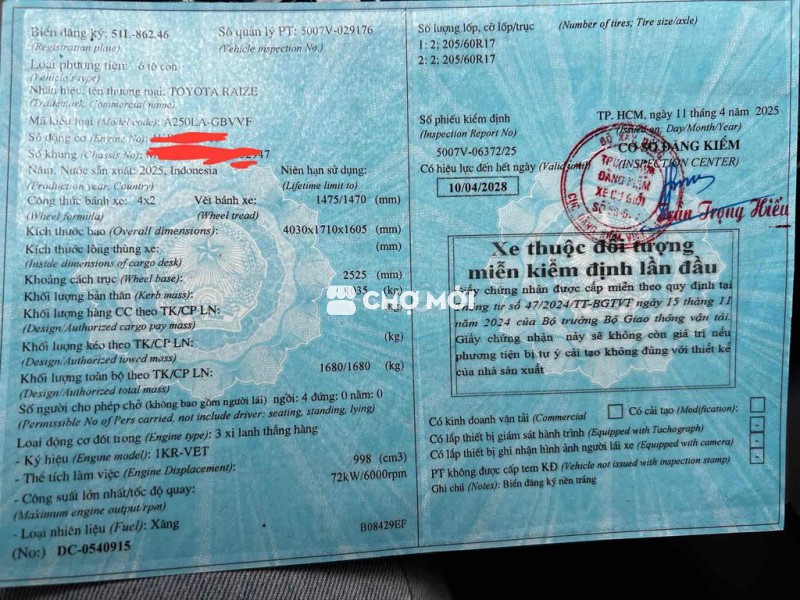 Biển đăng ký: 51L-862.46 Số quản lý PT: 5007V-029176
(Registration plate) (Vehicle inspection No.)
Loại phương tiện: ô tô con
(Vehicle's type)
Nhãn hiệu, tên thương mại: TOYOTA RAIZE
(Trademark, Commercial name)
Mã kiểu loại (Model code): A250LA-GBVVF
Số động cơ (Engine No):
Số khung (Chassis No):
Năm, Nước sản xuất: 2025, Indonesia Niên hạn sử dụng:
(Production year, Country) (Lifetime limit to)
Công thức bánh xe: 4x2 Vết bánh xe: 1475/1470 (mm)
(Wheel formula) (Wheel tread)
Kích thước bao (Overall dimensions): 4030x1710x1605 (mm)
Kích thước lòng thùng xe: (mm)
(Inside dimensions of cargo desk)
Khoảng cách trục (Wheel base): 2525 (mm)
Khối lượng bản thân (Kerb mass):
Khối lượng hàng CC theo TK/CP LN:
(Design/Authorized cargo pay mass)
Khối lượng kéo theo TK/CP LN: (kg)
(Design/Authorized towed mass)
Khối lượng toàn bộ theo TK/CP LN: 1680/1680 (kg)
(Design/Authorized total mass)
Số người cho phép chở (không bao gồm người lái) ngồi: 4 đứng: 0 nằm: 0
(Permissible No of Pers carried, not include driver: seating, standing, lying)
Loại động cơ đốt trong (Engine type): 3 xi lanh thẳng hàng
- Ký hiệu (Engine model): 1KR-VET
- Thể tích làm việc (Engine Displacement): 998 (cm3)
- Công suất lớn nhất/tốc độ quay: 72kW/6000rpm
(Maximum engine output/rpm)
- Loại nhiên liệu (Fuel): Xăng B08429EF
(No:) DC-0540915
Số lượng lốp, cỡ lốp/trục (Number of tires; Tire size/axle)
1: 2; 205/60R17
2: 2; 205/60R17
Số phiếu kiểm định TP. HCM, ngày 11 tháng 4 năm 2025
(Inspection Report No) (Issued on: Day/Month/Year)
5007V-06372/25 CƠ SỞ ĐĂNG KIỂM
Có hiệu lực đến hết ngày (Valid until) (INSPECTION CENTER)
10/04/2028
Trần Trọng Hiếu
Xe thuộc đối tượng
miễn kiểm định lần đầu
Giấy chứng nhận được cấp miễn theo quy định tại
Thông tư số 47/2024/TT-BGTVT ngày 15 tháng 11
năm 2024 của Bộ trưởng Bộ Giao thông vận tải.
Giấy chứng nhận này sẽ không còn giá trị nếu
phương tiện bị tự ý cải tạo không đúng với thiết kế
của nhà sản xuất
Có kinh doanh vận tải (Commercial Có cải tạo (Modification):
Có lắp thiết bị giám sát hành trình (Equipped with Tachograph)
Có lắp thiết bị ghi nhận hình ảnh người lái xe (Equipped with camera)
PT không được cấp tem KĐ (Vehicle not issued with inspection stamp)
Ghi chú (Notes): Biển đăng ký nền trắng
CHỢ MỚI